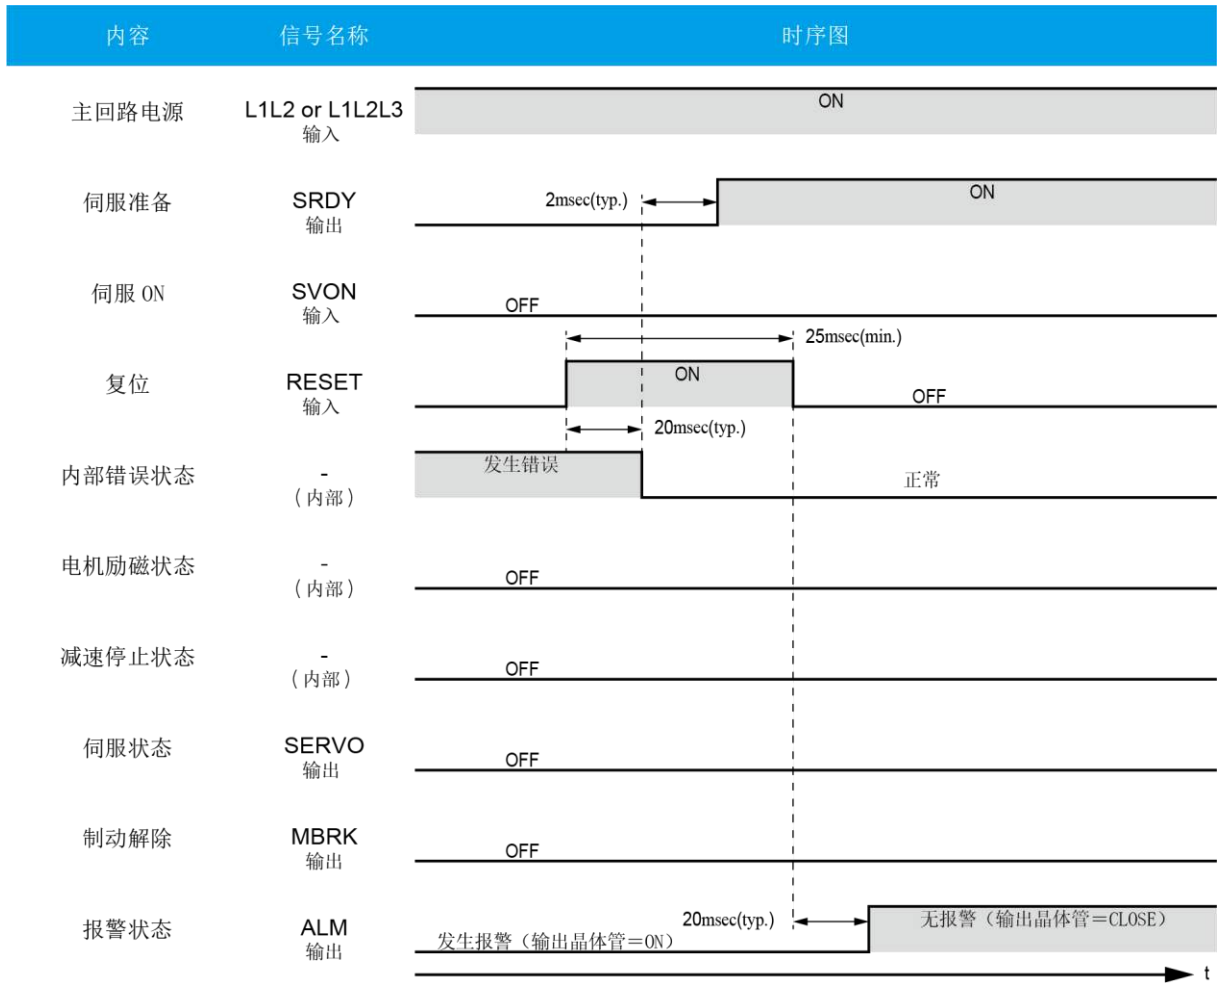 内容 信号名称 时序图
主回路电源 L1L2 or L1L2L3 ON
输入
伺服准备 SRDY 2msec(typ.) ON
输出
伺服 ON SVON OFF
输入
25msec(min.)
复位 RESET ON OFF
输入
20msec(typ.)
内部错误状态 - 发生错误 正常
（内部）
电机励磁状态 - OFF
（内部）
减速停止状态 - OFF
（内部）
伺服状态 SERVO OFF
输出
制动解除 MBRK OFF
输出
报警状态 ALM 20msec(typ.) 无报警（输出晶体管＝CLOSE）
输出 发生报警（输出晶体管＝ON）
t